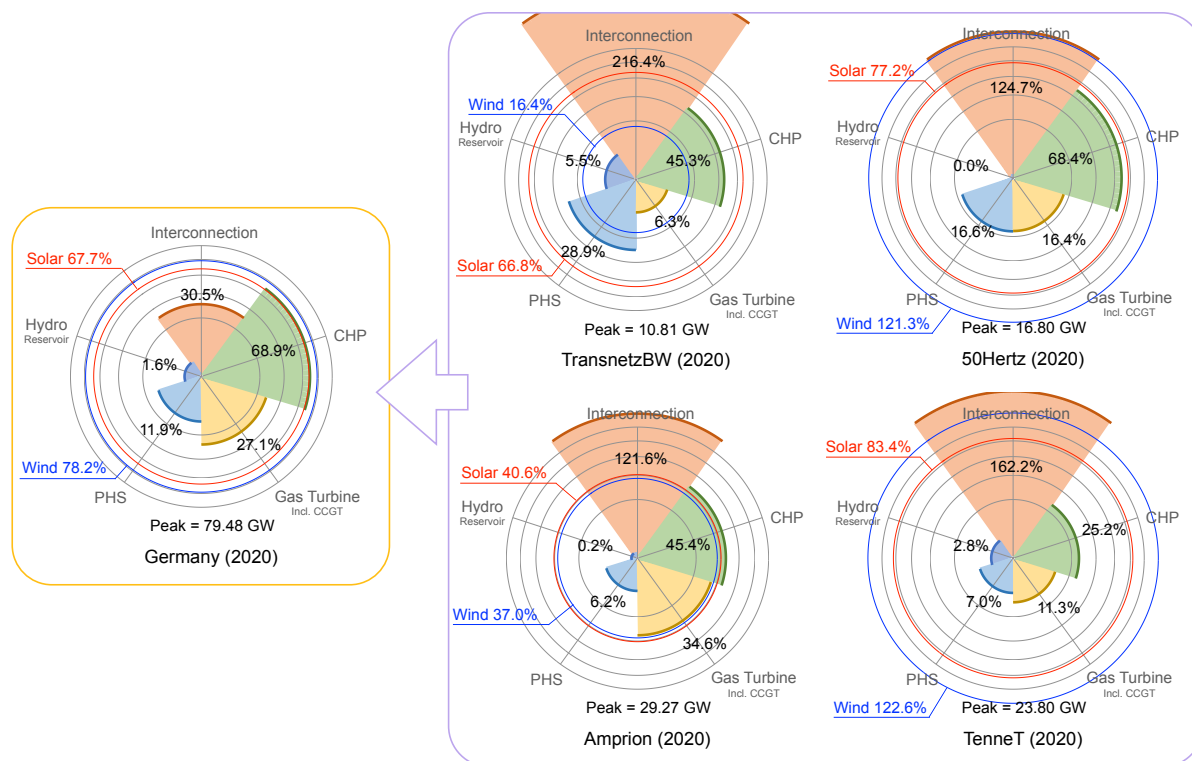 Interconnection
Solar 67.7%
30.5%
Hydro
Reservoir
CHP
68.9%
1.6%
11.9%
27.1%
Wind 78.2%
PHS
Gas Turbine
Incl. CCGT
Peak = 79.48 GW
Germany (2020)
Interconnection
216.4%
Wind 16.4%
Hydro
Reservoir
CHP
5.5%
45.3%
6.3%
28.9%
Solar 66.8%
PHS
Gas Turbine
Incl. CCGT
Peak = 10.81 GW
TransnetzBW (2020)
Interconnection
Solar 77.2%
124.7%
Hydro
Reservoir
CHP
0.0%
68.4%
16.6%
16.4%
PHS
Gas Turbine
Incl. CCGT
Wind 121.3%
Peak = 16.80 GW
50Hertz (2020)
Interconnection
121.6%
Solar 40.6%
Hydro
Reservoir
CHP
0.2%
45.4%
6.2%
Wind 37.0%
34.6%
PHS
Gas Turbine
Incl. CCGT
Peak = 29.27 GW
Amprion (2020)
Interconnection
Solar 83.4%
162.2%
Hydro
Reservoir
CHP
25.2%
2.8%
7.0%
11.3%
PHS
Gas Turbine
Incl. CCGT
Wind 122.6%
Peak = 23.80 GW
TenneT (2020)